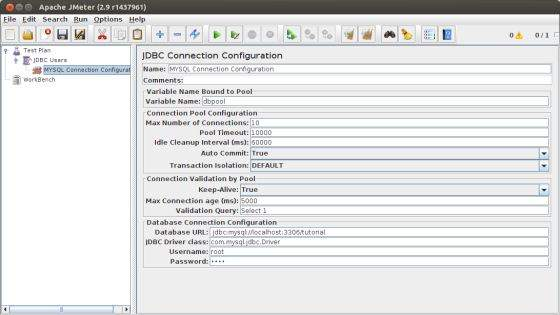 Apache JMeter (2.9 r1437961)
File Edit Search Run Options Help
0 0 / 1
Test Plan
JDBC Users
MYSQL Connection Configurat
WorkBench
JDBC Connection Configuration
Name: MYSQL Connection Configuration
Comments:
Variable Name Bound to Pool
Variable Name: dbpool
Connection Pool Configuration
Max Number of Connections: 10
Pool Timeout: 10000
Idle Cleanup Interval (ms): 60000
Auto Commit: True
Transaction Isolation: DEFAULT
Connection Validation by Pool
Keep-Alive: True
Max Connection age (ms): 5000
Validation Query: Select 1
Database Connection Configuration
Database URL: jdbc:mysql://localhost:3306/tutorial
JDBC Driver class: com.mysql.jdbc.Driver
Username: root
Password: ••••